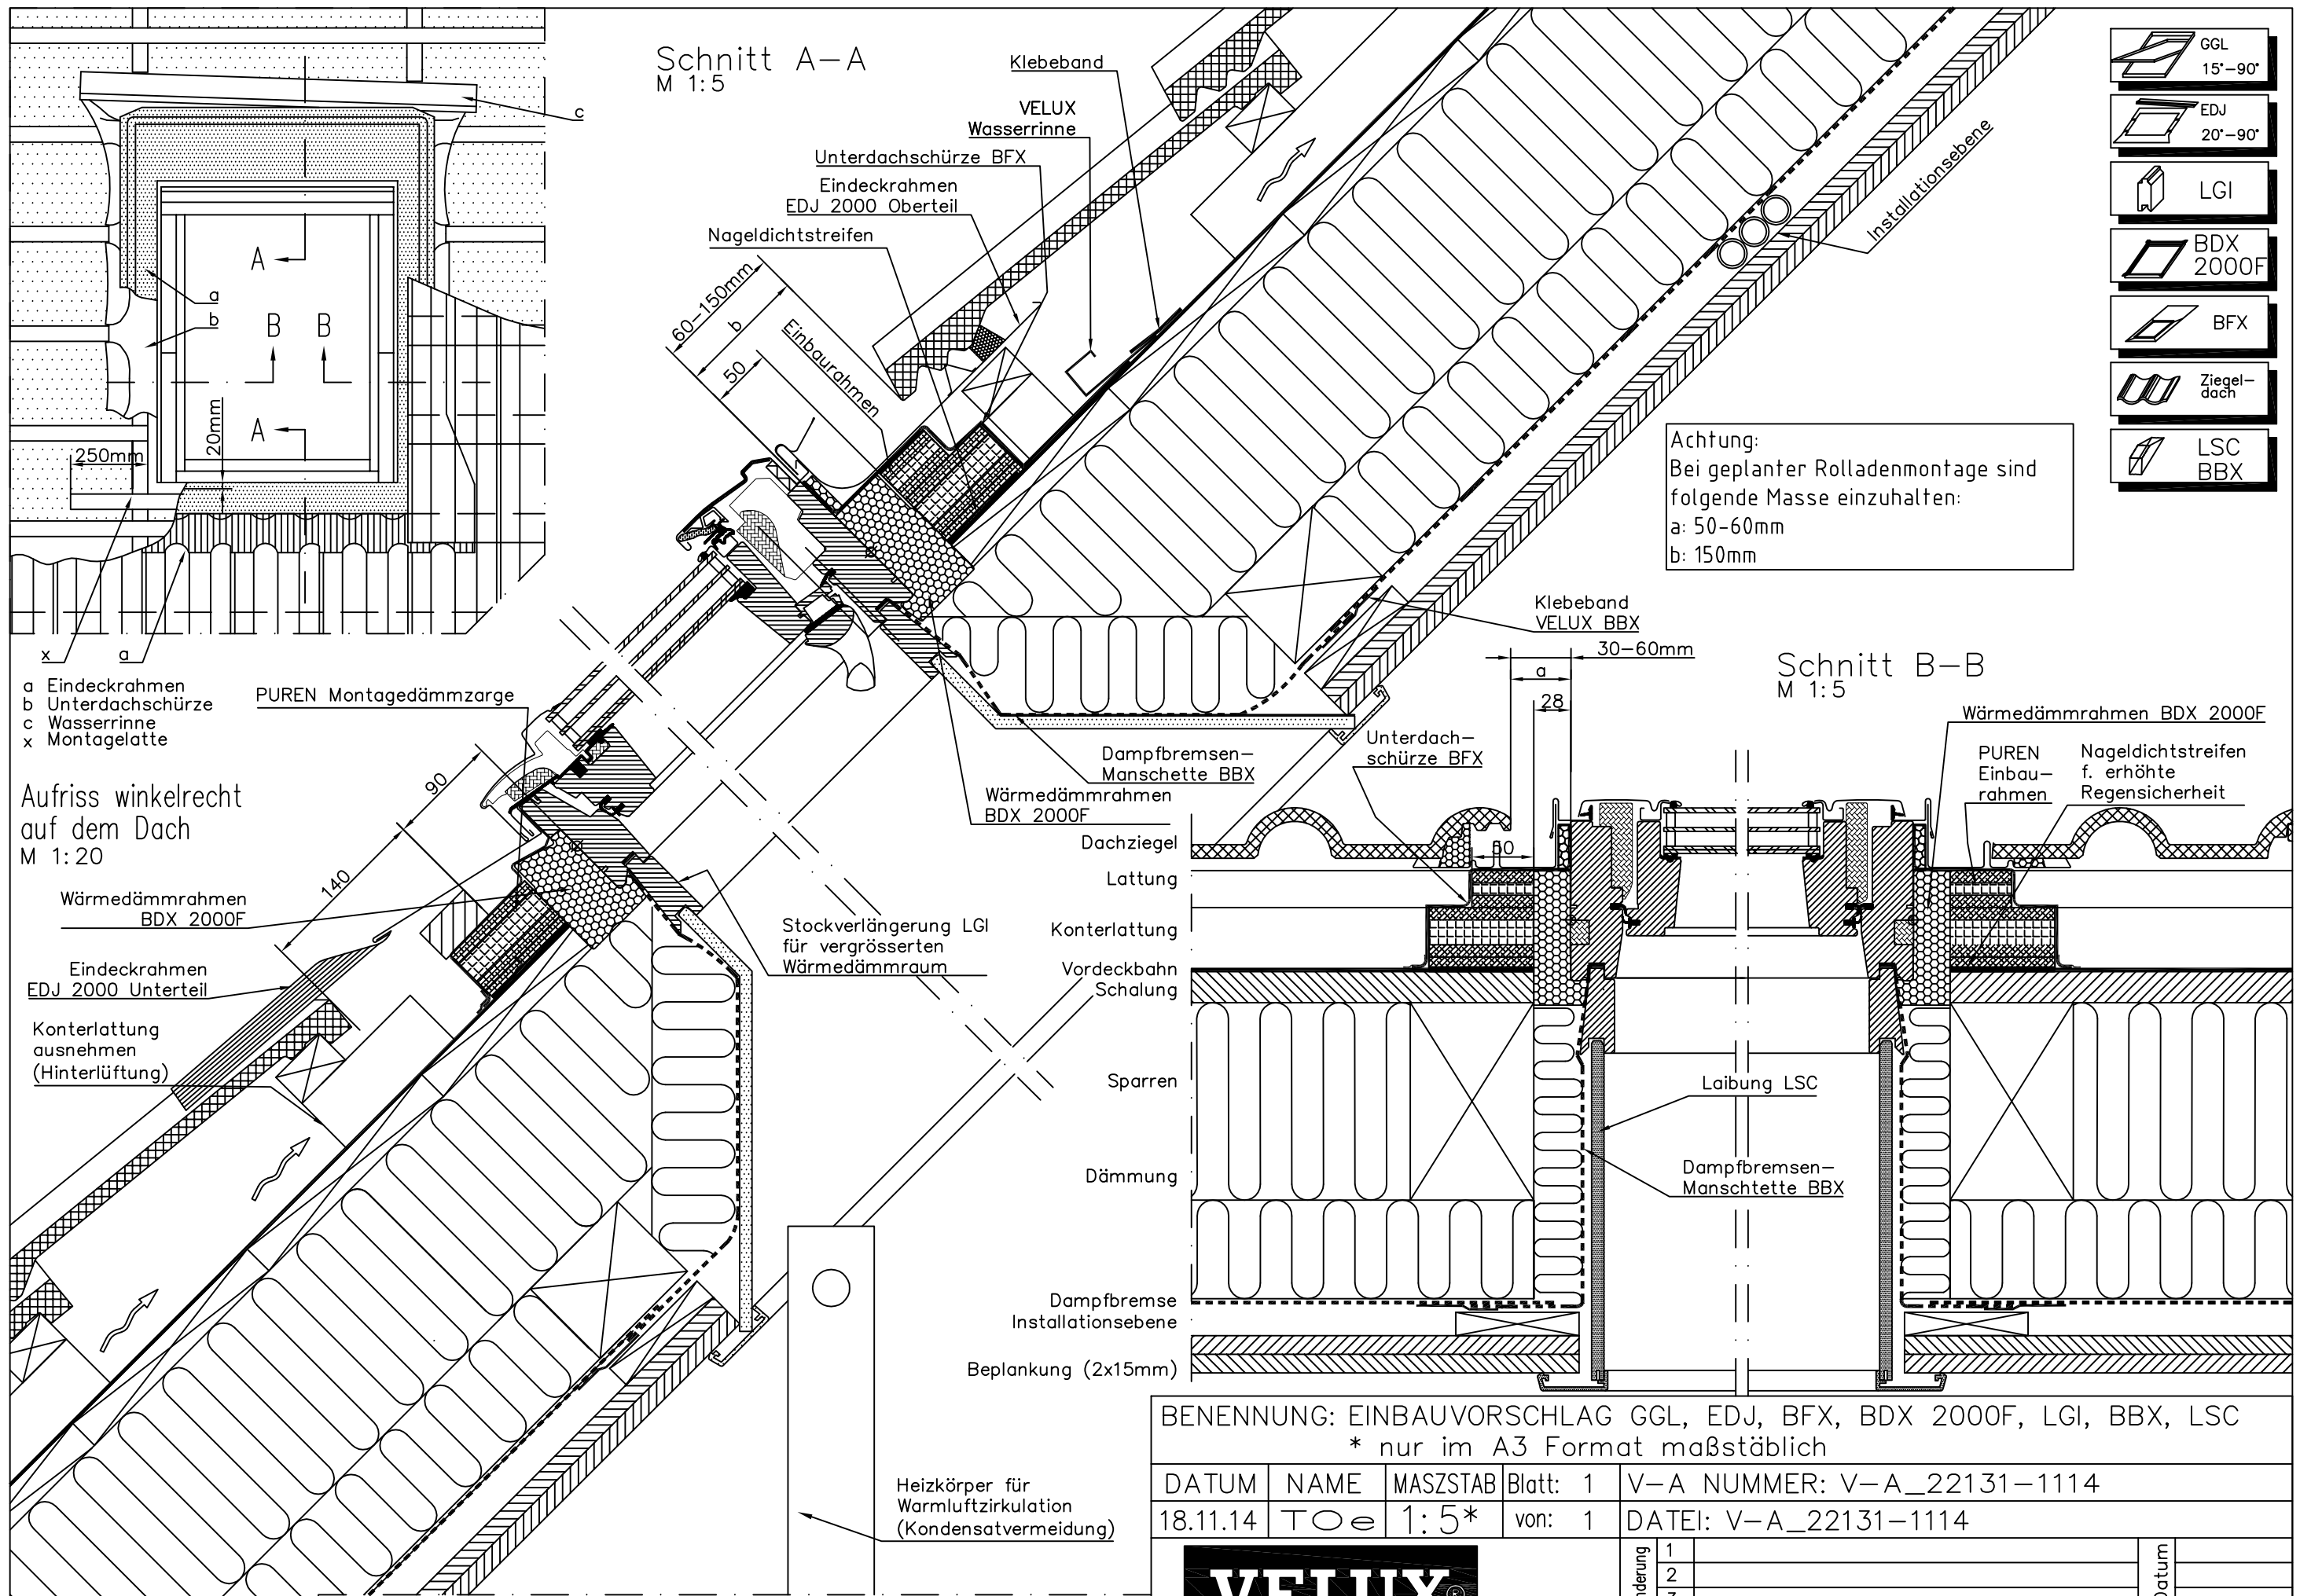 Schnitt A-A
M 1:5
Klebeband
VELUX
Wasserrinne
Unterdachschürze BFX
Eindeckrahmen
EDJ 2000 Oberteil
Nageldichtstreifen
60-150mm
b
50
Einbaurahmen
Installationsebene
c
A
a
b
B B
A
20mm
250mm
x
a
a Eindeckrahmen
b Unterdachschürze
c Wasserrinne
x Montagelatte
Aufriss winkelrecht
auf dem Dach
M 1:20
GGL
15°-90°
EDJ
20°-90°
LGI
BDX
2000F
BFX
Ziegel-
dach
LSC
BBX
Achtung:
Bei geplanter Rolladenmontage sind
folgende Masse einzuhalten:
a: 50-60mm
b: 150mm
Klebeband
VELUX BBX
PUREN Montagedämmzarge
90
140
Wärmedämmrahmen
BDX 2000F
Eindeckrahmen
EDJ 2000 Unterteil
Konterlattung
ausnehmen
(Hinterlüftung)
Dampfbremsen-
Manschette BBX
Wärmedämmrahmen
BDX 2000F
Stockverlängerung LGI
für vergrösserten
Wärmedämmraum
Heizkörper für
Warmluftzirkulation
(Kondensatvermeidung)
Schnitt B-B
M 1:5
30-60mm
a
28
Unterdach-
schürze BFX
Wärmedämmrahmen BDX 2000F
PUREN
Einbau-
rahmen
Nageldichtstreifen
f. erhöhte
Regensicherheit
Dachziegel
Lattung
Konterlattung
Vordeckbahn
Schalung
Sparren
Dämmung
Dampfbremse
Installationsebene
Beplankung (2x15mm)
Laibung LSC
Dampfbremsen-
Manschtette BBX
BENENNUNG: EINBAUVORSCHLAG GGL, EDJ, BFX, BDX 2000F, LGI, BBX, LSC
* nur im A3 Format maßstäblich
DATUM NAME MASZSTAB Blatt: 1 V-A NUMMER: V-A_22131-1114
18.11.14 TOe 1:5* von: 1 DATEI: V-A_22131-1114
VELUX ®
1
2
Datum